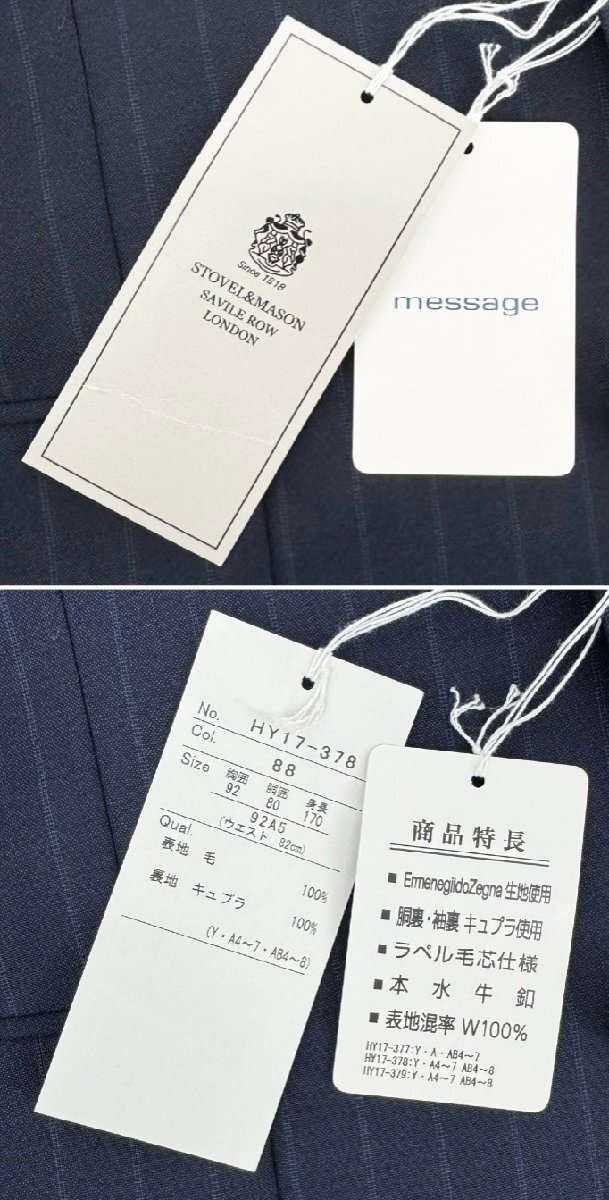 Since 1818
STOVEL&MASON
SAVILE ROW
LONDON
message
No. HY17-378
Col. 88
Size 胸囲 胴囲 身長
92 80 170
92A5
(ウエスト 82cm)
Qual.
表地 毛 100%
裏地 キュプラ 100%
(Y・A4〜7・AB4〜8)
商品特長
■ ErmenegildoZegna 生地使用
■ 胴裏・袖裏 キュプラ使用
■ ラペル毛芯仕様
■ 本水牛釦
■ 表地混率 W100%
HY17-377:Y・A・AB4〜7
HY17-378:Y・A4〜7 AB4〜8
HY17-379:Y・A4〜7 AB4〜8